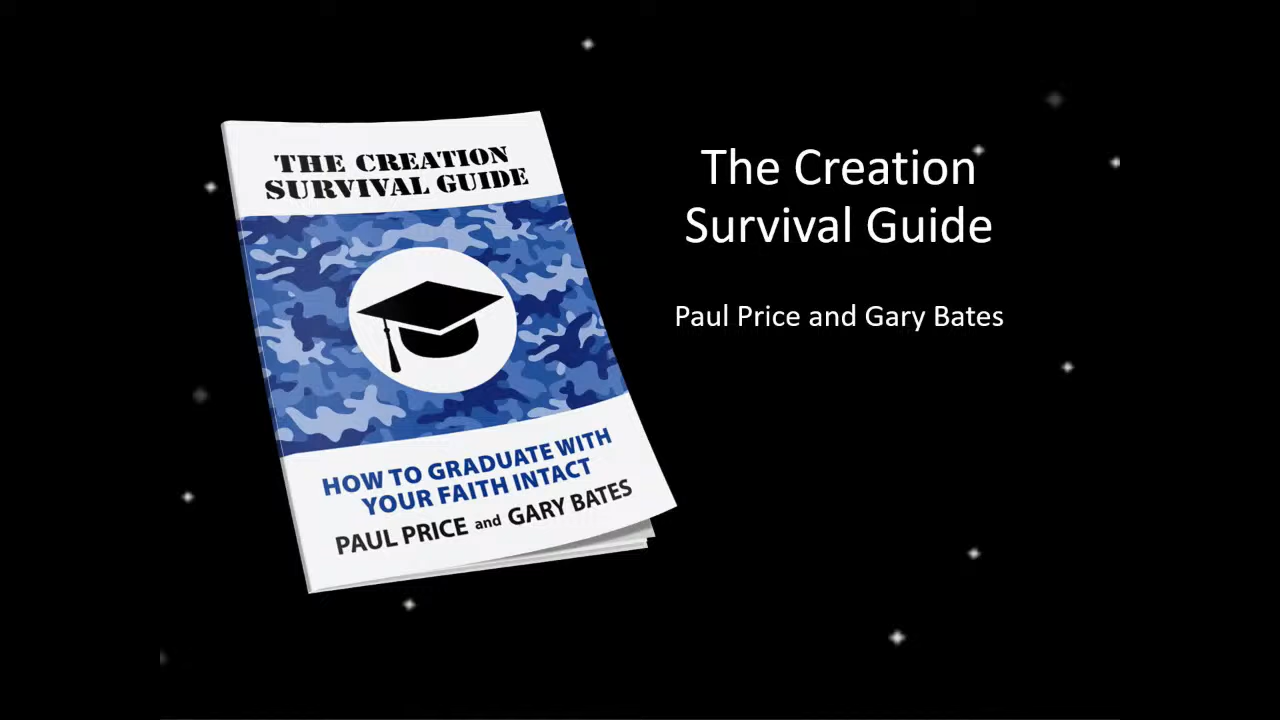 THE CREATION
SURVIVAL GUIDE
HOW TO GRADUATE WITH
YOUR FAITH INTACT
PAUL PRICE and GARY BATES
The Creation
Survival Guide
Paul Price and Gary Bates